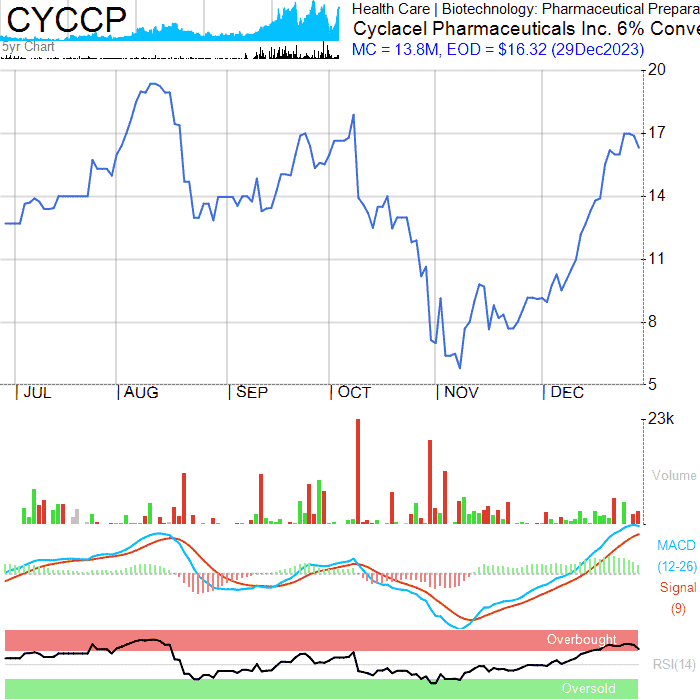 CYCCP
5yr Chart
Health Care | Biotechnology: Pharmaceutical Prepara
Cyclacel Pharmaceuticals Inc. 6% Conve
MC = 13.8M, EOD = $16.32 (29Dec2023)
20
17
14
11
8
5
JUL AUG SEP OCT NOV DEC
23k
Volume
MACD
(12-26)
Signal
(9)
Overbought
RSI(14)
Oversold